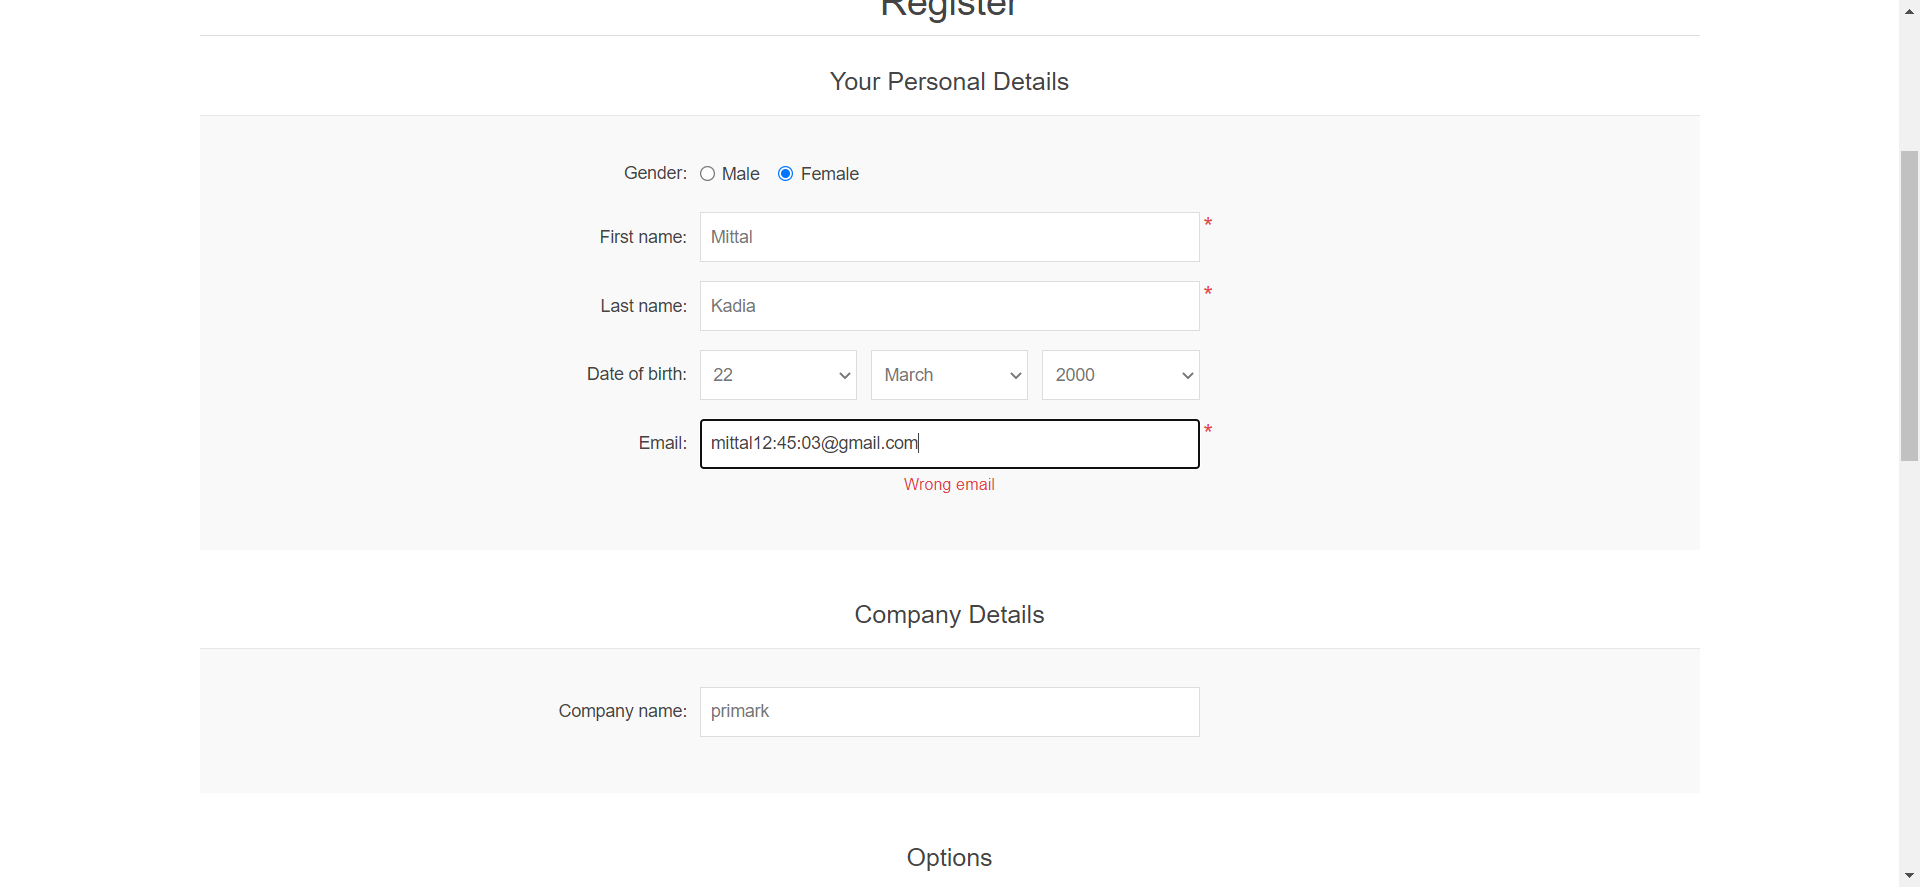 Register
Your Personal Details
Gender: Male Female
First name: Mittal *
Last name: Kadia *
Date of birth: 22 March 2000
Email: mittal12:45:03@gmail.com *
Wrong email
Company Details
Company name: primark
Options